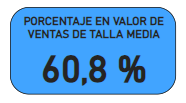 PORCENTAJE EN VALOR DE
VENTAS DE TALLA MEDIA
60,8 %